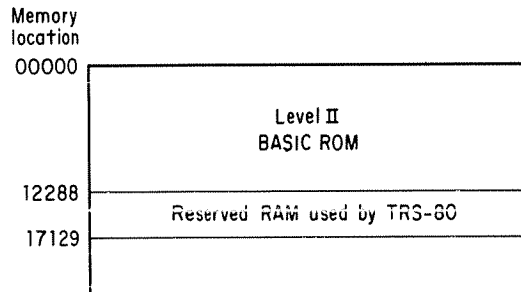 Memory
location
00000
Level II
BASIC ROM
12288
Reserved RAM used by TRS-80
17129